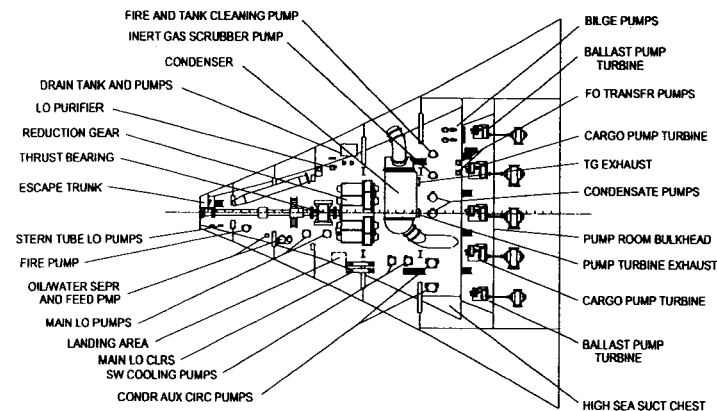 FIRE AND TANK CLEANING PUMP
INERT GAS SCRUBBER PUMP
CONDENSER
DRAIN TANK AND PUMPS
LO PURIFIER
REDUCTION GEAR
THRUST BEARING
ESCAPE TRUNK
STERN TUBE LO PUMPS
FIRE PUMP
OIL/WATER SEPR
AND FEED PMP
MAIN LO PUMPS
LANDING AREA
MAIN LO CLRS
SW COOLING PUMPS
CONDR AUX CIRC PUMPS
BILGE PUMPS
BALLAST PUMP
TURBINE
FO TRANSFR PUMPS
CARGO PUMP TURBINE
TG EXHAUST
CONDENSATE PUMPS
PUMP ROOM BULKHEAD
PUMP TURBINE EXHAUST
CARGO PUMP TURBINE
BALLAST PUMP
TURBINE
HIGH SEA SUCT CHEST